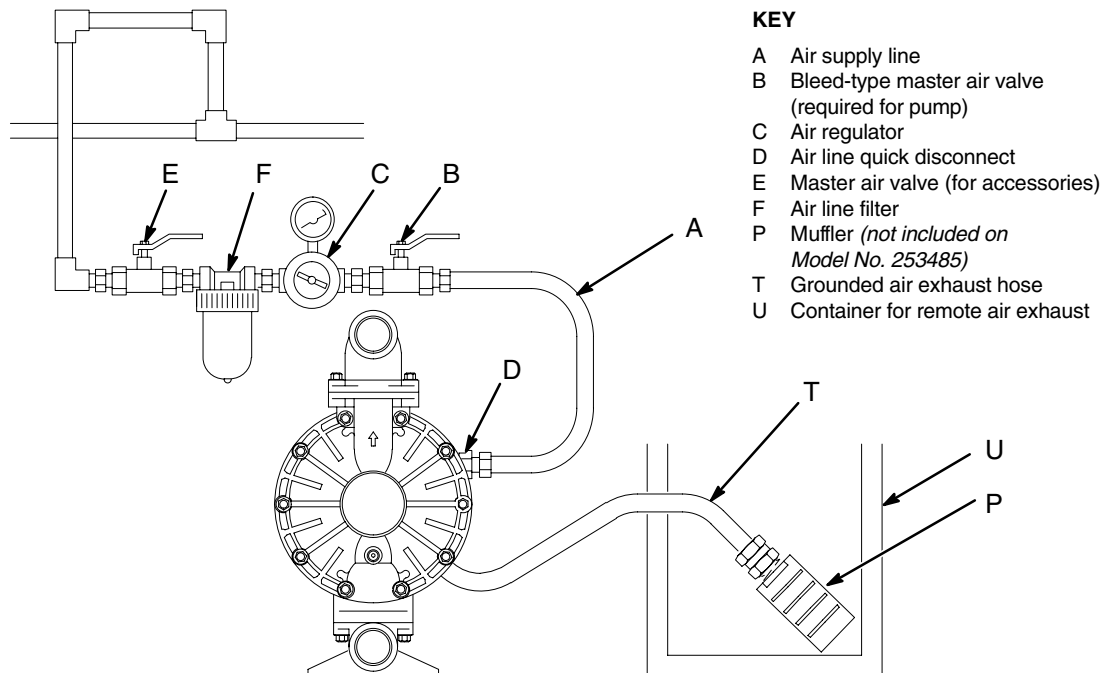 KEY
A Air supply line
B Bleed-type master air valve
(required for pump)
C Air regulator
D Air line quick disconnect
E Master air valve (for accessories)
F Air line filter
P Muffler (not included on
Model No. 253485)
T Grounded air exhaust hose
U Container for remote air exhaust
E
F
C
B
A
D
T
U
P